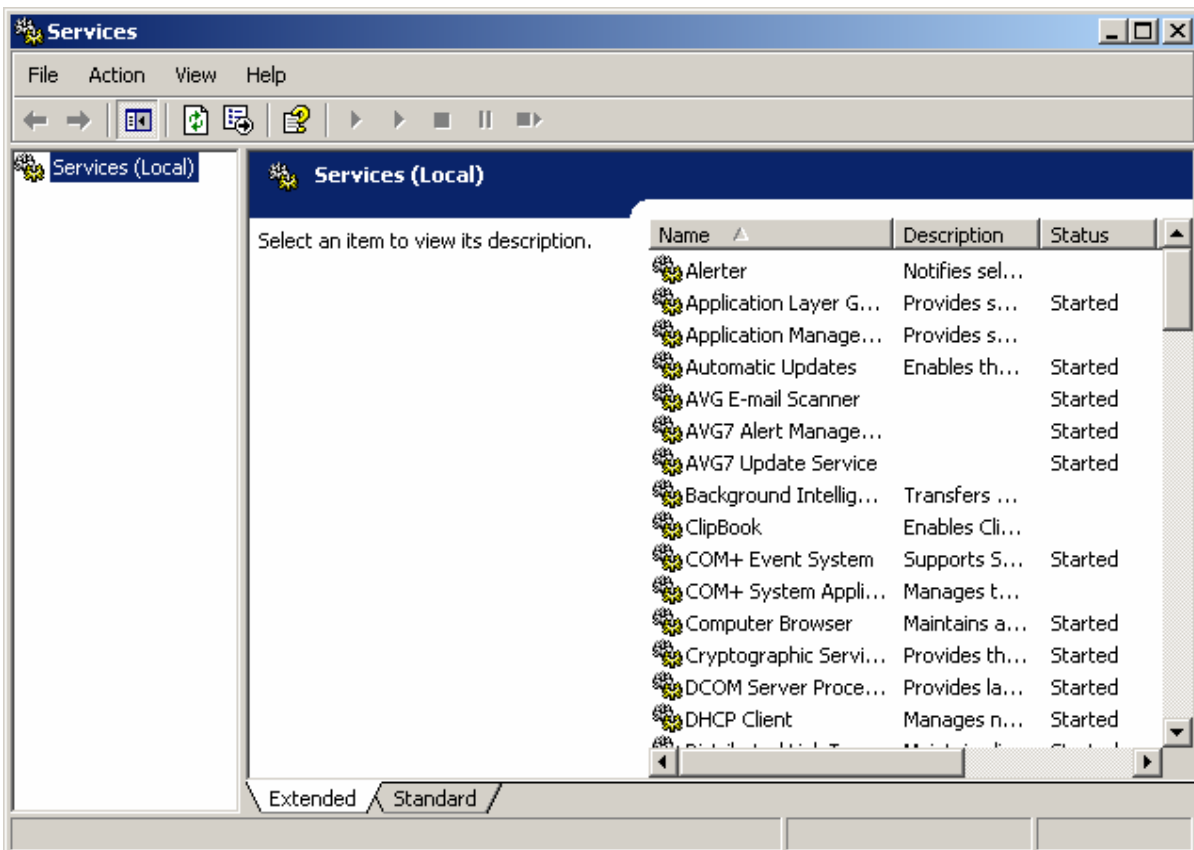 Services
File Action View Help
Services (Local)
Services (Local)
Select an item to view its description.
Name Description Status
Alerter Notifies sel...
Application Layer G... Provides s... Started
Application Manage... Provides s...
Automatic Updates Enables th... Started
AVG E-mail Scanner Started
AVG7 Alert Manage... Started
AVG7 Update Service Started
Background Intellig... Transfers ...
ClipBook Enables Cli...
COM+ Event System Supports S... Started
COM+ System Appli... Manages t...
Computer Browser Maintains a... Started
Cryptographic Servi... Provides th... Started
DCOM Server Proce... Provides la... Started
DHCP Client Manages n... Started
Extended Standard